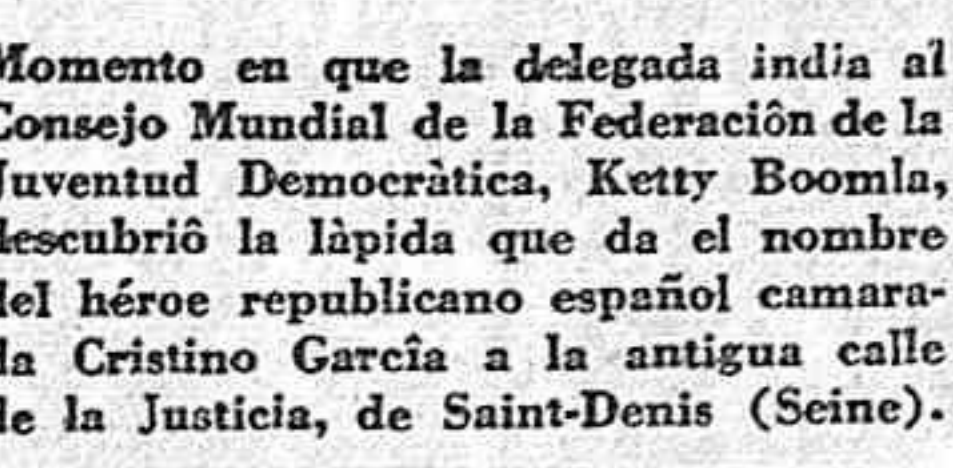 Momento en que la delegada india al
Consejo Mundial de la Federaciôn de la
Juventud Democràtica, Ketty Boomla,
descubriô la làpida que da el nombre
del héroe republicano español camara-
da Cristino Garcîa a la antigua calle
de la Justicia, de Saint-Denis (Seine).